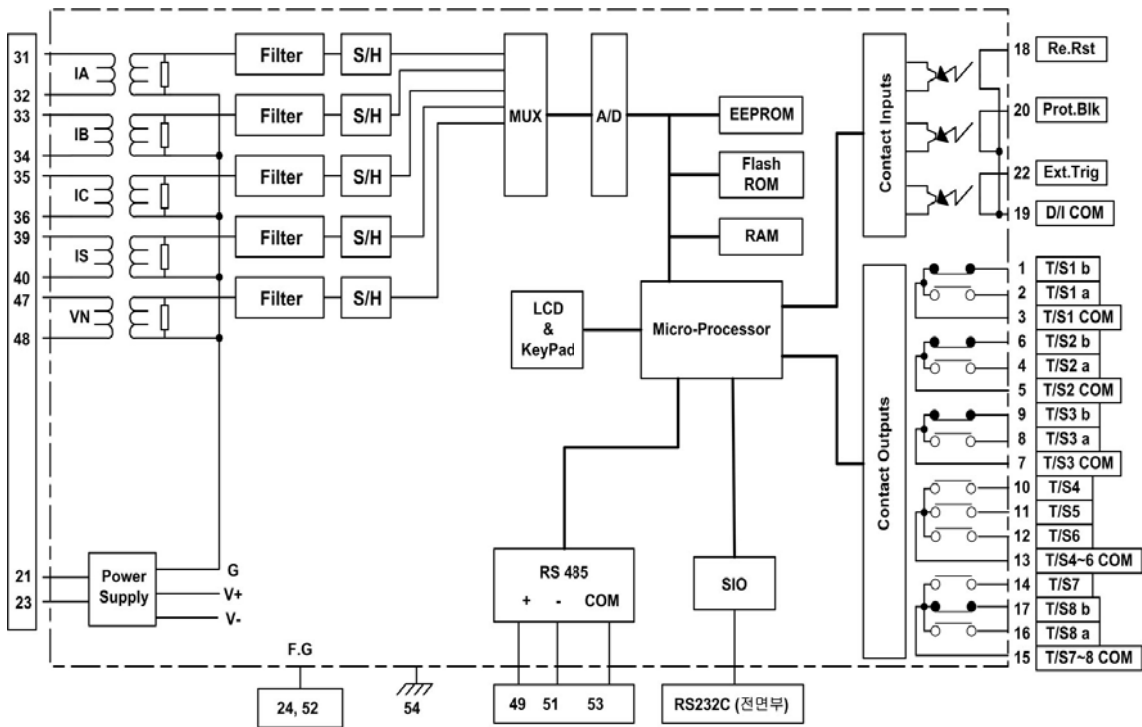 31
IA
32
33
IB
34
35
IC
36
39
IS
40
47
VN
48
21
23
Filter
S/H
Filter
S/H
Filter
S/H
Filter
S/H
Filter
S/H
MUX
A/D
EEPROM
Flash
ROM
RAM
LCD
&
KeyPad
Micro-Processor
Power
Supply
G
V+
V-
F.G
24, 52
54
RS 485
+ - COM
49 51 53
SIO
RS232C (전면부)
Contact Inputs
Contact Outputs
18 Re.Rst
20 Prot.Blk
22 Ext.Trig
19 D/I COM
1 T/S1 b
2 T/S1 a
3 T/S1 COM
6 T/S2 b
4 T/S2 a
5 T/S2 COM
9 T/S3 b
8 T/S3 a
7 T/S3 COM
10 T/S4
11 T/S5
12 T/S6
13 T/S4~6 COM
14 T/S7
17 T/S8 b
16 T/S8 a
15 T/S7~8 COM